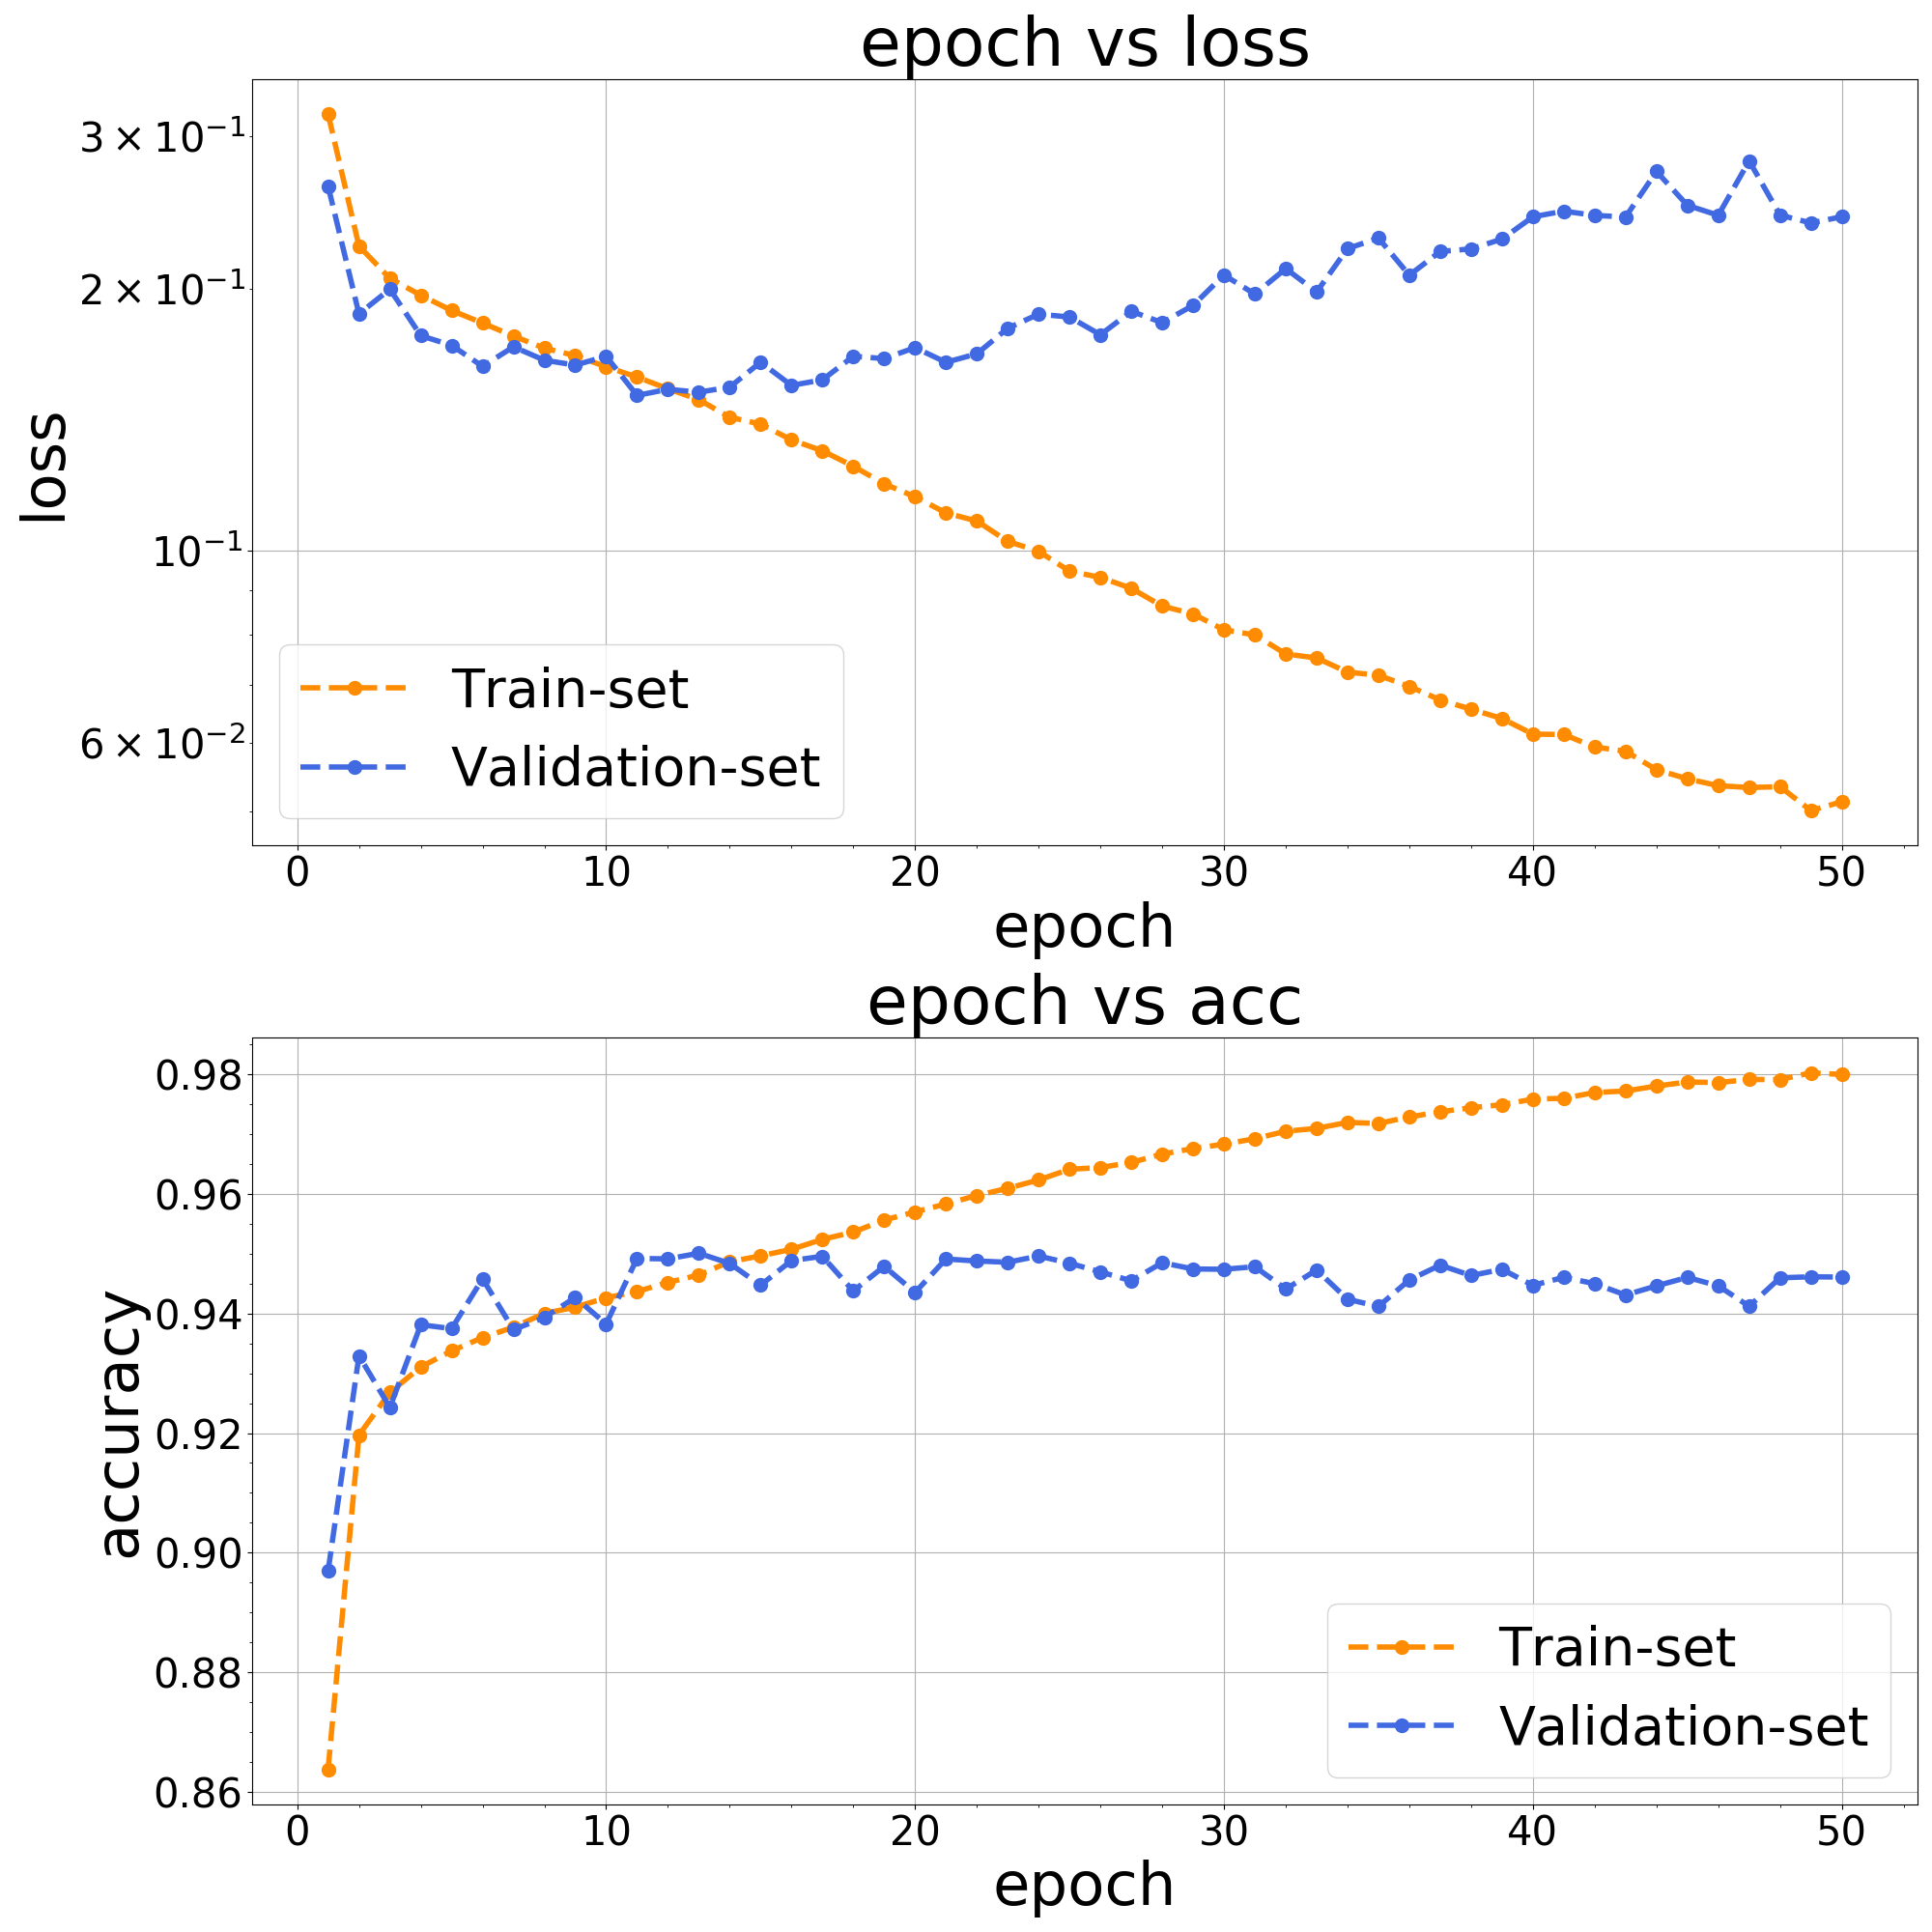 epoch vs loss
3 × 10⁻¹
2 × 10⁻¹
10⁻¹
6 × 10⁻²
loss
Train-set
Validation-set
0 10 20 30 40 50
epoch
epoch vs acc
0.98
0.96
0.94
0.92
0.90
0.88
0.86
accuracy
Train-set
Validation-set
0 10 20 30 40 50
epoch